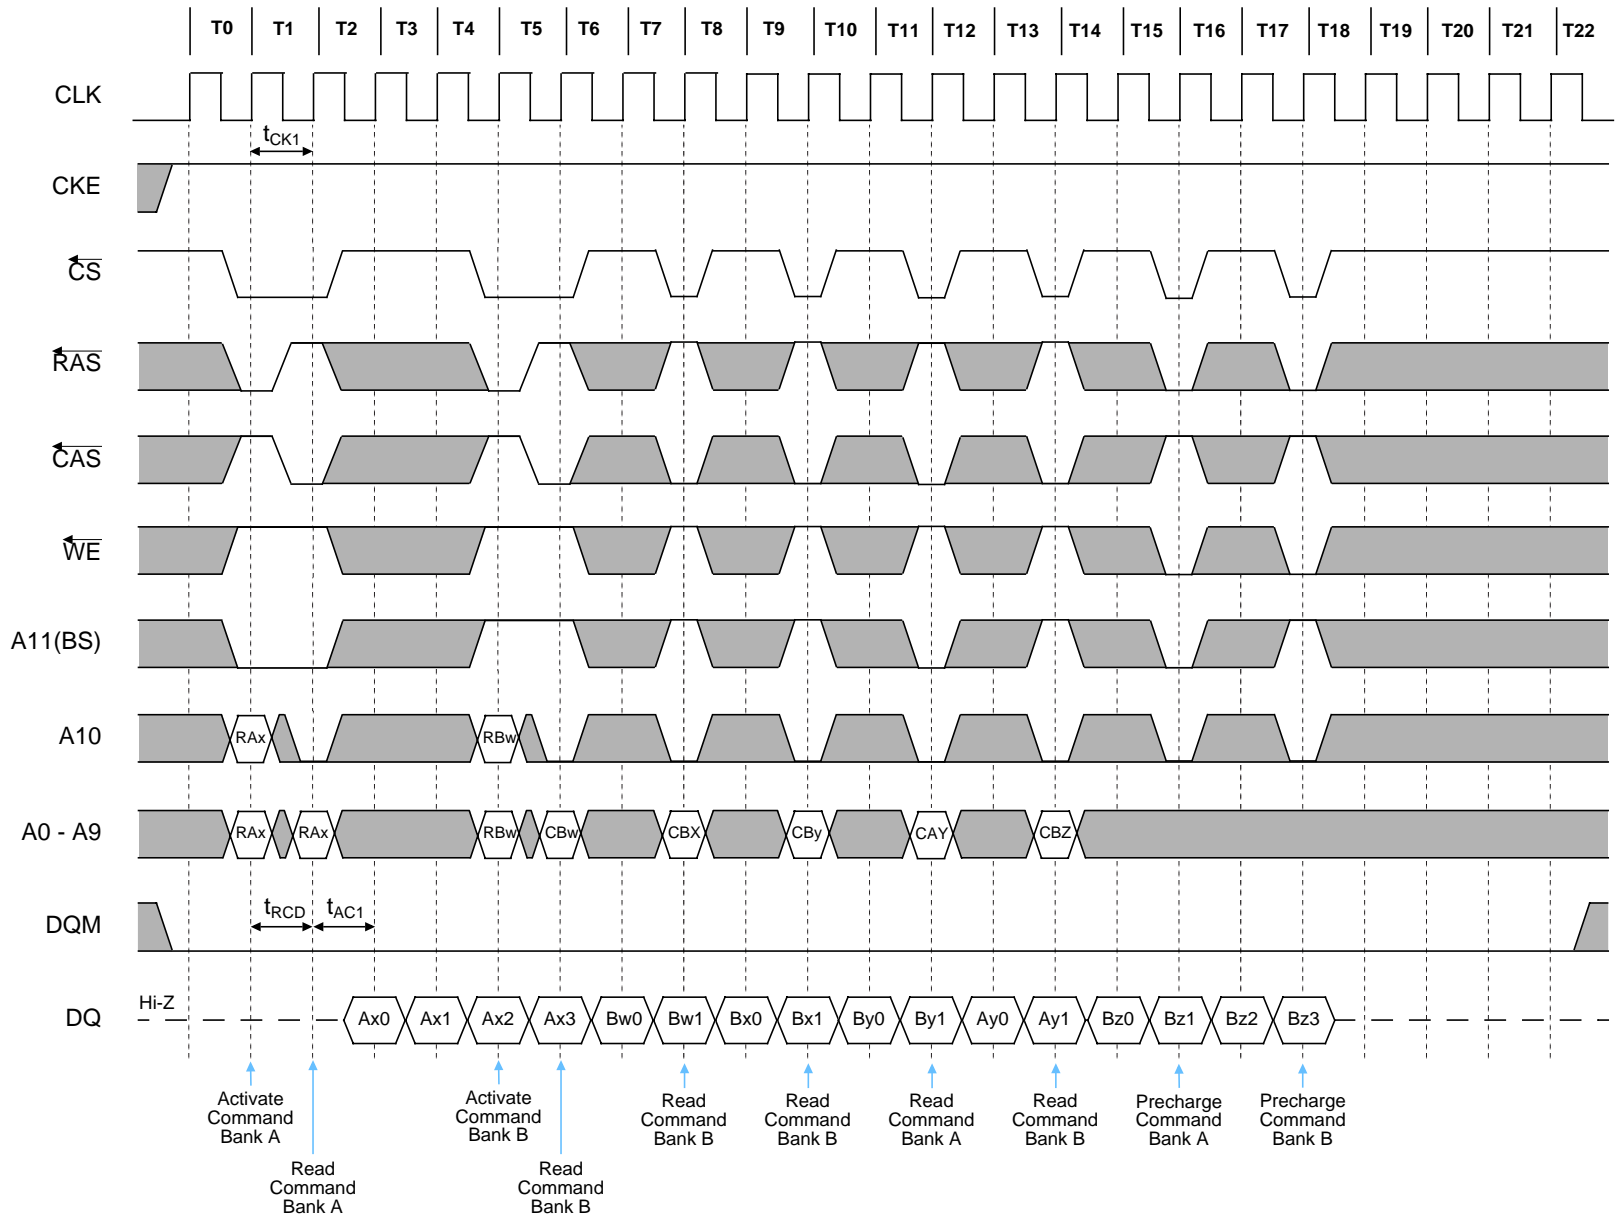 T0 T1 T2 T3 T4 T5 T6 T7 T8 T9 T10 T11 T12 T13 T14 T15 T16 T17 T18 T19 T20 T21 T22
CLK
tCK1
CKE
CS
RAS
CAS
WE
A11(BS)
A10
RAx RBw
A0 - A9
RAx RAx RBw CBw CBX CBy CAY CBZ
DQM
tRCD tAC1
DQ
Hi-Z
Ax0 Ax1 Ax2 Ax3 Bw0 Bw1 Bx0 Bx1 By0 By1 Ay0 Ay1 Bz0 Bz1 Bz2 Bz3
Activate
Command
Bank A
Read
Command
Bank A
Activate
Command
Bank B
Read
Command
Bank B
Read
Command
Bank B
Read
Command
Bank B
Read
Command
Bank A
Read
Command
Bank B
Precharge
Command
Bank A
Precharge
Command
Bank B